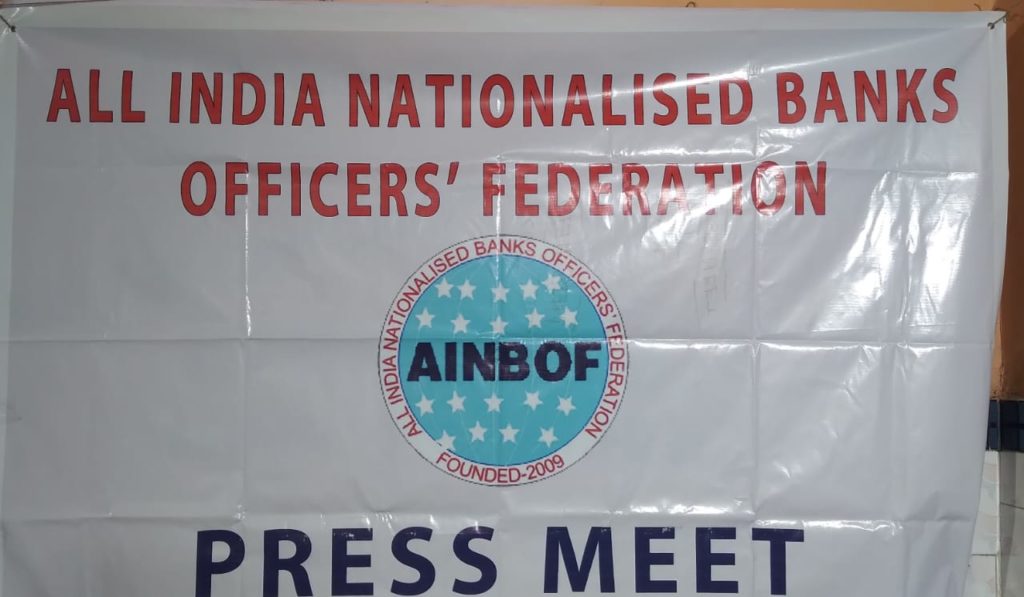 ALL INDIA NATIONALISED BANKS
OFFICERS' FEDERATION
ALL INDIA NATIONALISED BANKS OFFICERS' FEDERATION
AINBOF
FOUNDED-2009
PRESS MEET